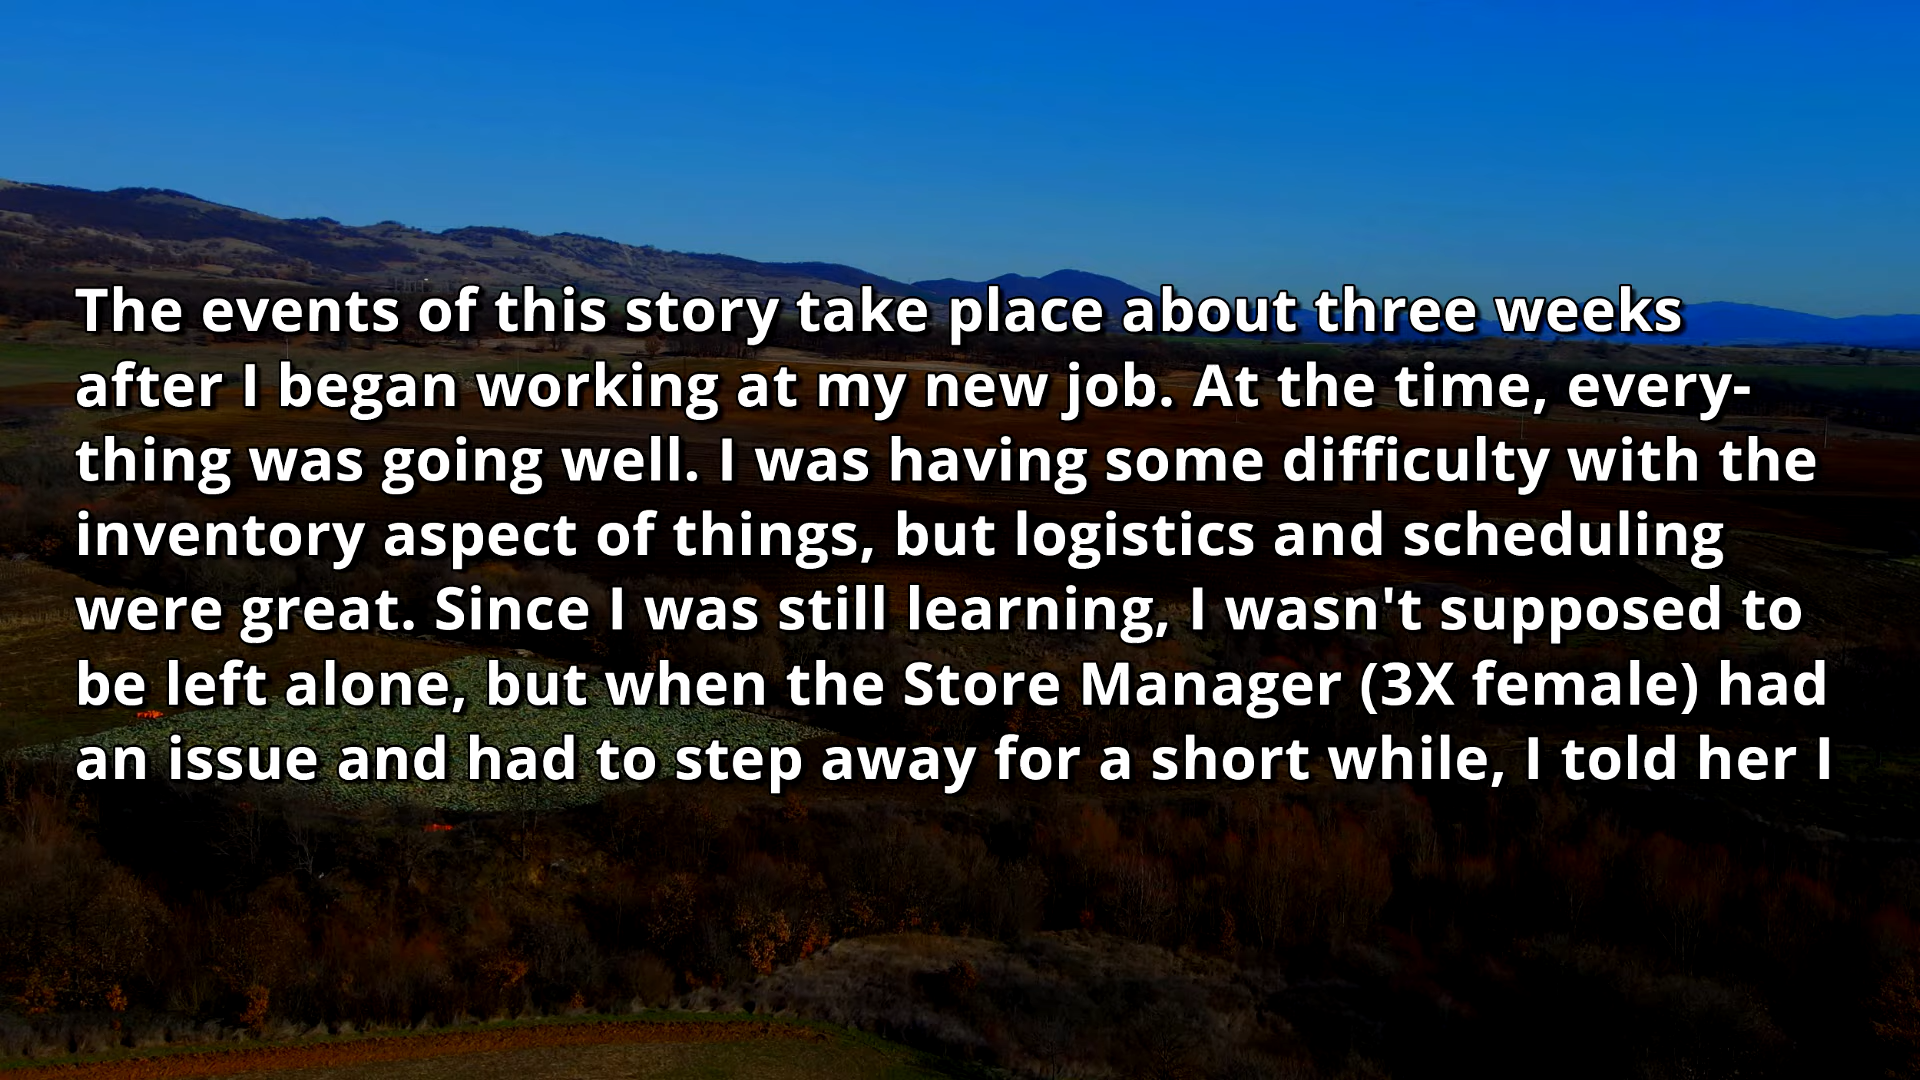 The events of this story take place about three weeks
after I began working at my new job. At the time, every-
thing was going well. I was having some difficulty with the
inventory aspect of things, but logistics and scheduling
were great. Since I was still learning, I wasn't supposed to
be left alone, but when the Store Manager (3X female) had
an issue and had to step away for a short while, I told her I